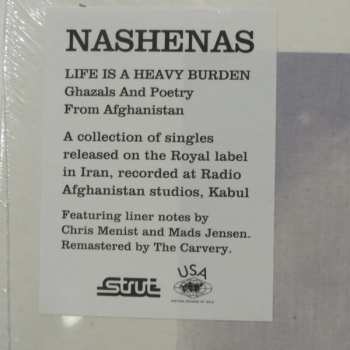 NASHENAS
LIFE IS A HEAVY BURDEN
Ghazals And Poetry
From Afghanistan
A collection of singles
released on the Royal label
in Iran, recorded at Radio
Afghanistan studios, Kabul
Featuring liner notes by
Chris Menist and Mads Jensen.
Remastered by The Carvery.
Strut
USA